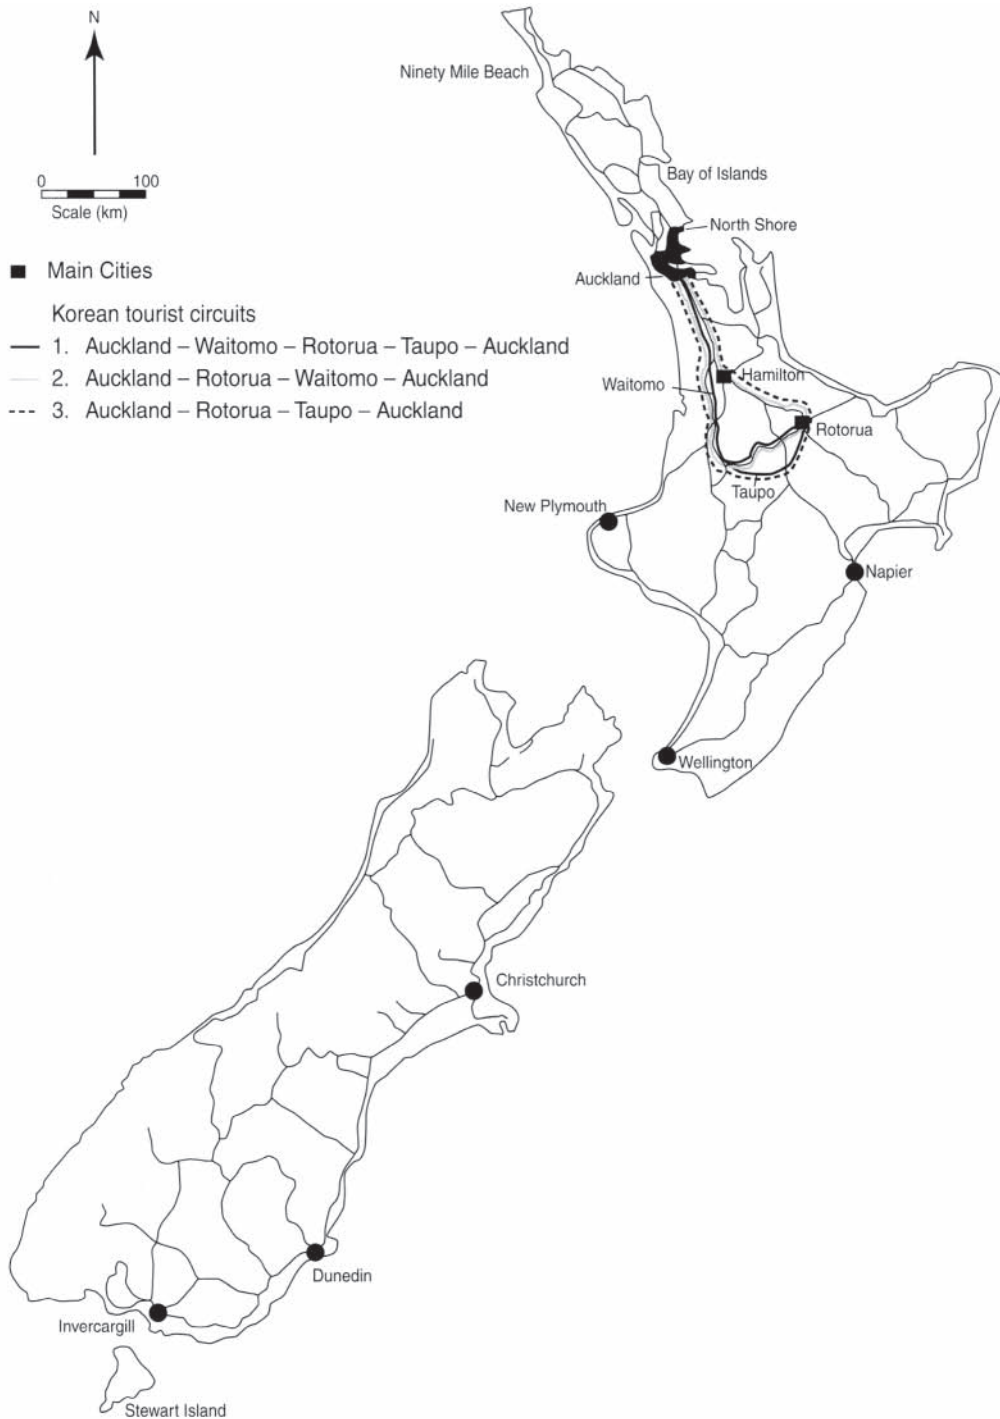 N
Ninety Mile Beach
0 100
Scale (km)
Bay of Islands
North Shore
Main Cities
Auckland
Korean tourist circuits
1. Auckland – Waitomo – Rotorua – Taupo – Auckland
2. Auckland – Rotorua – Waitomo – Auckland
3. Auckland – Rotorua – Taupo – Auckland
Hamilton
Waitomo
Rotorua
Taupo
New Plymouth
Napier
Wellington
Christchurch
Dunedin
Invercargill
Stewart Island